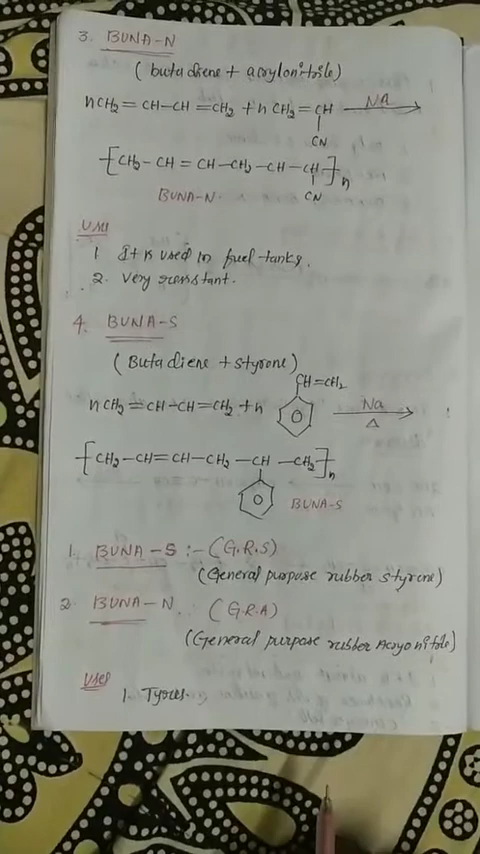 3. BUNA-N
(butadiene + acrylonitrile)
nCH2=CH-CH=CH2 + n CH2=CH Na
CN
[CH2-CH=CH-CH2-CH-CH]n
CN
BUNA-N.
Uses
1 It is used in fuel tanks.
2. Very resistant.
4. BUNA-S
(Butadiene + styrene)
CH=CH2
nCH2=CH-CH=CH2 + n Na
Δ
[CH2-CH=CH-CH2-CH-CH2]n
BUNA-S
1. BUNA-S :- (G.R.S)
(General purpose rubber styrene)
2. BUNA-N. (G.R.A)
(General purpose rubber Acryonitrile)
Uses
1. Tyres.